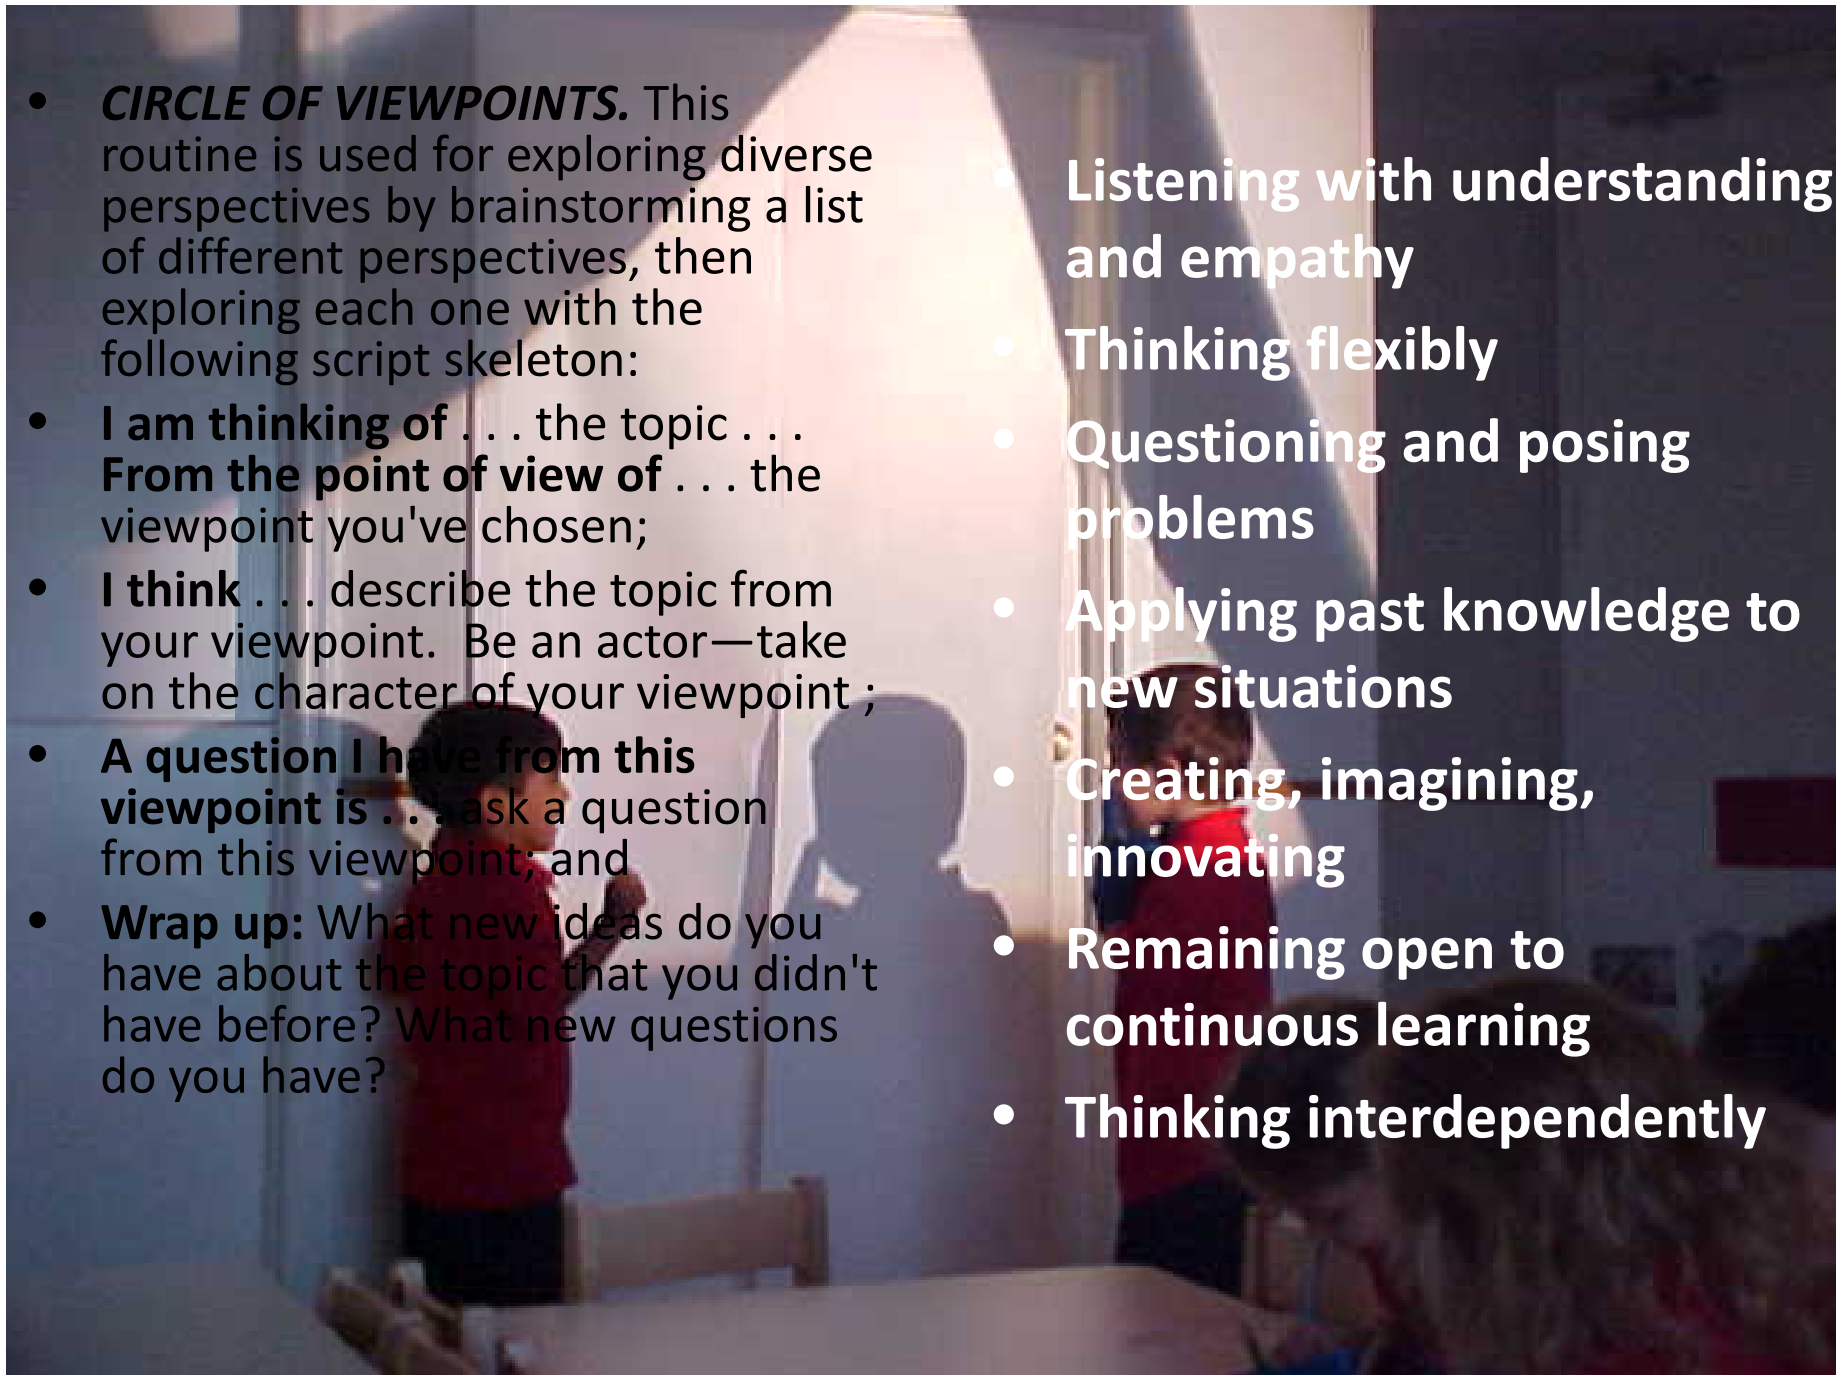 • CIRCLE OF VIEWPOINTS. This
routine is used for exploring diverse
perspectives by brainstorming a list
of different perspectives, then
exploring each one with the
following script skeleton:
• I am thinking of . . . the topic . . .
From the point of view of . . . the
viewpoint you've chosen;
• I think . . . describe the topic from
your viewpoint.  Be an actor—take
on the character of your viewpoint ;
• A question I have from this
viewpoint is . . . ask a question
from this viewpoint; and
• Wrap up: What new ideas do you
have about the topic that you didn't
have before? What new questions
do you have?
• Listening with understanding
and empathy
• Thinking flexibly
• Questioning and posing
problems
• Applying past knowledge to
new situations
• Creating, imagining,
innovating
• Remaining open to
continuous learning
• Thinking interdependently